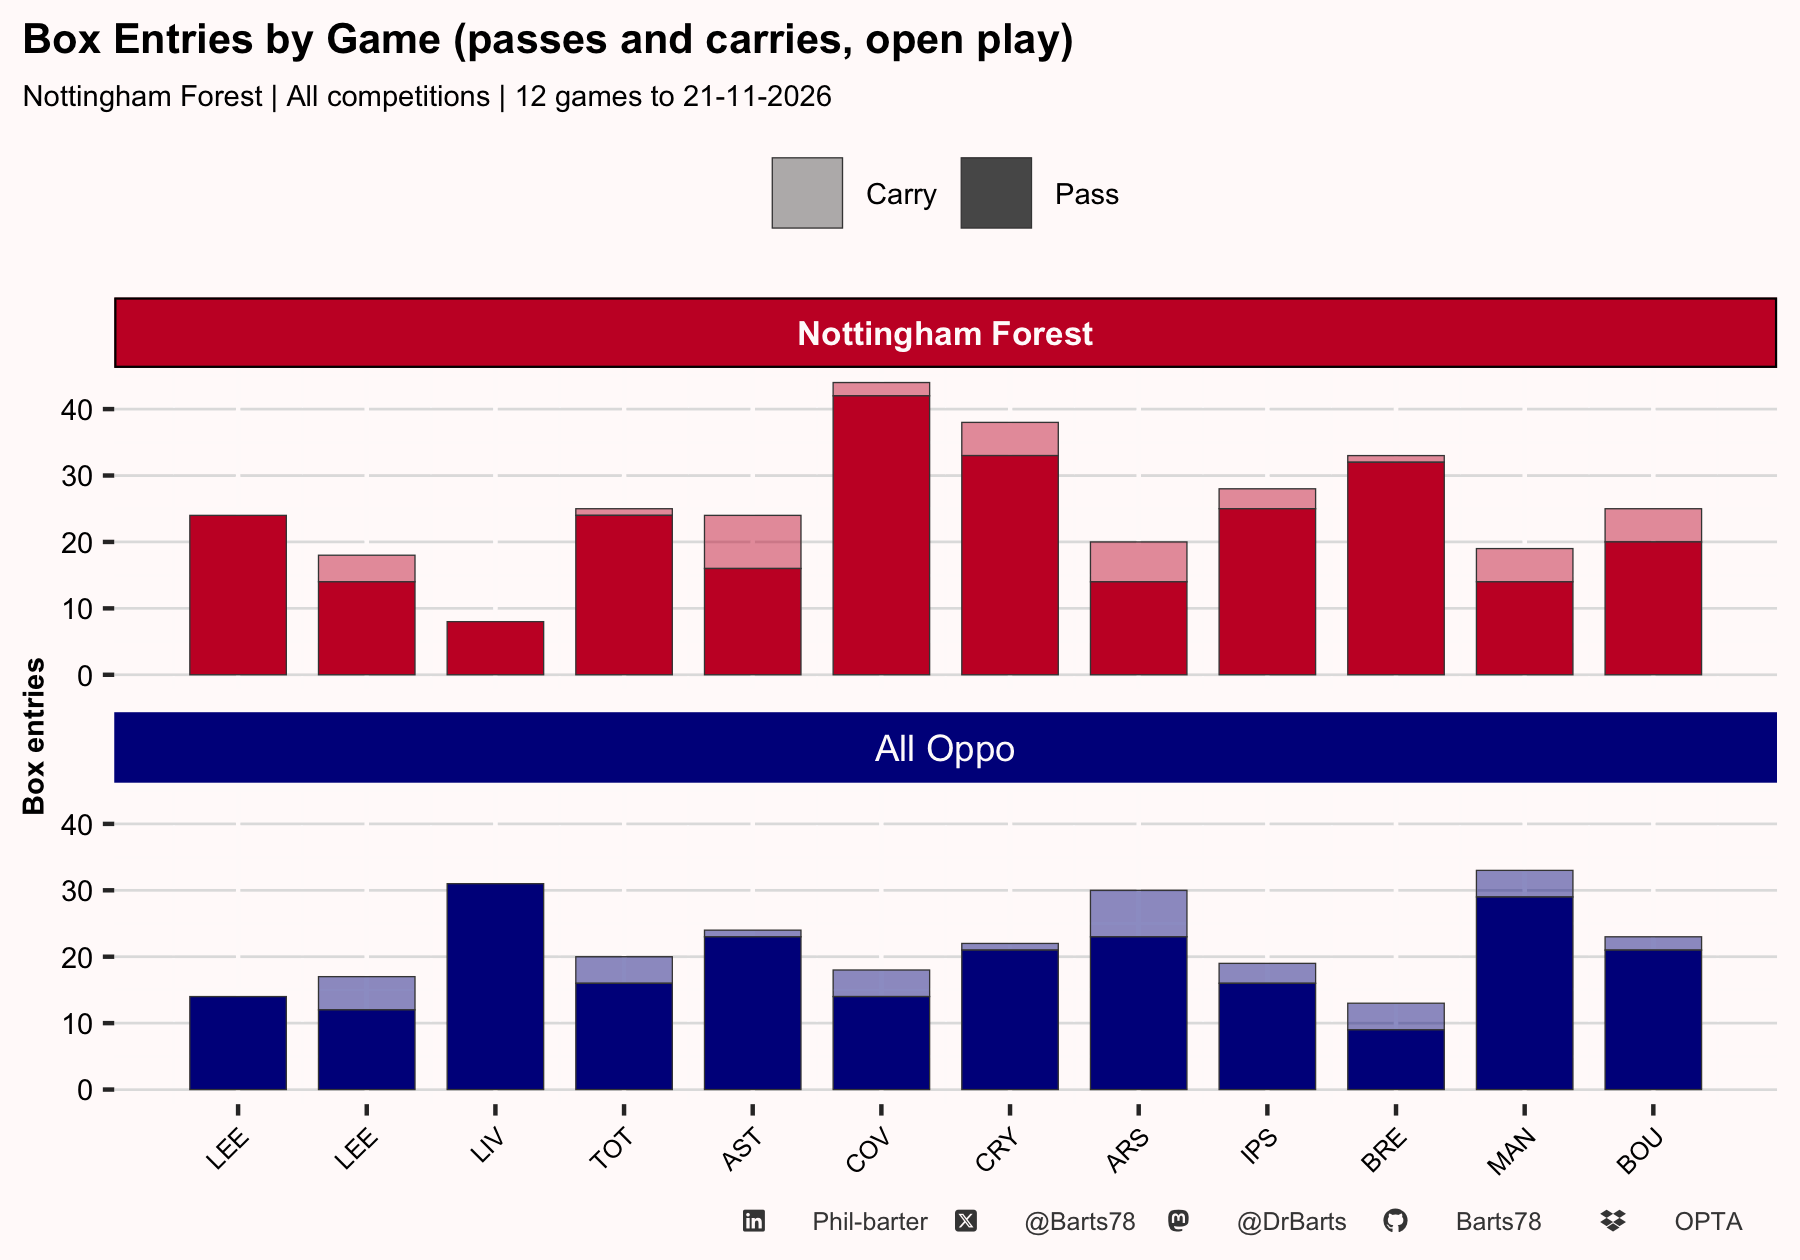 Box Entries by Game (passes and carries, open play)
Nottingham Forest | All competitions | 12 games to 21-11-2026
Carry
Pass
Nottingham Forest
40
30
20
10
0
Box entries
All Oppo
40
30
20
10
0
LEE
LEE
LIV
TOT
AST
COV
CRY
ARS
IPS
BRE
MAN
BOU
Phil-barter @Barts78 @DrBarts Barts78 OPTA